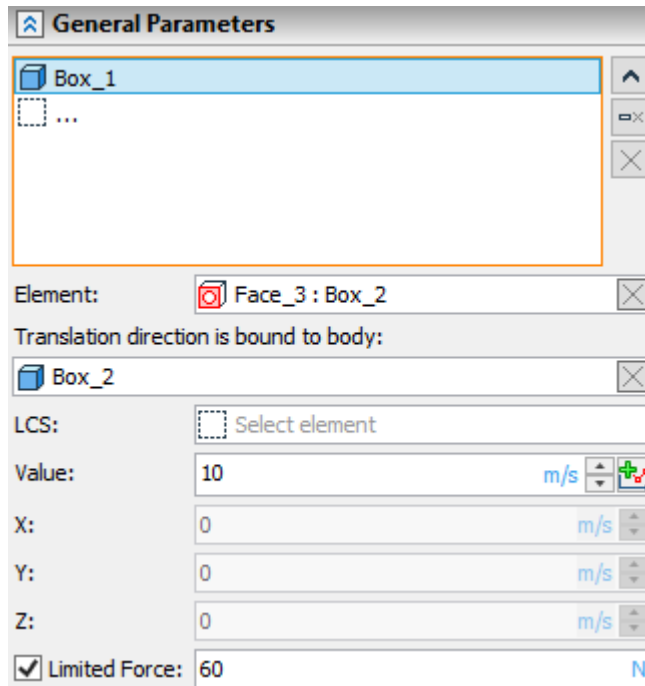 General Parameters
Box_1
...
Element: Face_3 : Box_2
Translation direction is bound to body:
Box_2
LCS: Select element
Value: 10 m/s
X: 0 m/s
Y: 0 m/s
Z: 0 m/s
Limited Force: 60 N